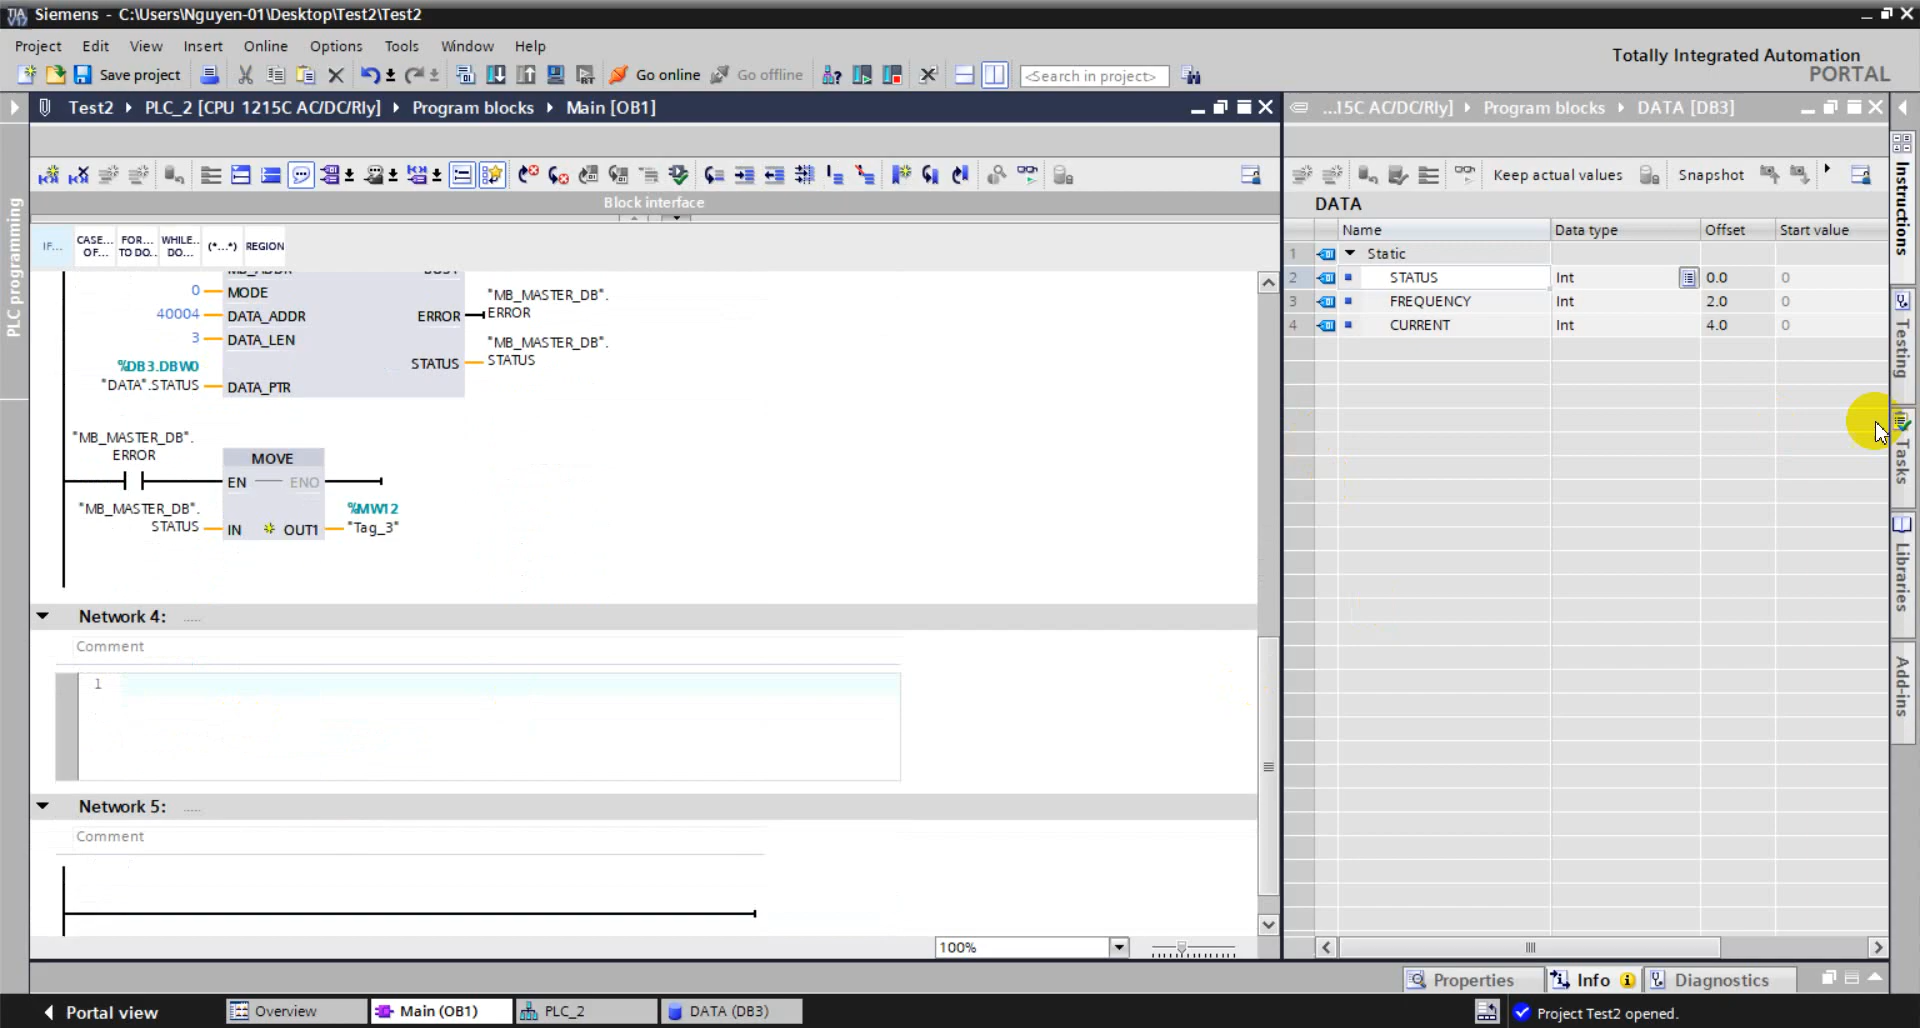 Siemens - C:\Users\Nguyen-01\Desktop\Test2\Test2
Project Edit View Insert Online Options Tools Window Help
Totally Integrated Automation
PORTAL
Save project
Go online
Go offline
<Search in project>
Test2 PLC_2 [CPU 1215C AC/DC/Rly] Program blocks Main [OB1]
...15C AC/DC/Rly] Program blocks DATA [DB3]
Keep actual values Snapshot
Block interface
IF... CASE... OF... FOR... TO DO.. WHILE.. DO... (*...*) REGION
PLC programming
0 MODE
40004 DATA_ADDR
3 DATA_LEN
%DB3.DBW0
"DATA".STATUS DATA_PTR
"MB_MASTER_DB".
ERROR ERROR
"MB_MASTER_DB".
STATUS STATUS
"MB_MASTER_DB".
ERROR
MOVE
EN ENO
"MB_MASTER_DB".
STATUS IN OUT1
%MW12
"Tag_3"
Network 4: .....
Comment
1
Network 5: .....
Comment
100%
DATA
Name Data type Offset Start value
1 Static
2 STATUS Int 0.0 0
3 FREQUENCY Int 2.0 0
4 CURRENT Int 4.0 0
Instructions
Testing
Tasks
Libraries
Add-ins
Properties Info Diagnostics
Portal view Overview Main (OB1) PLC_2 DATA (DB3)
Project Test2 opened.